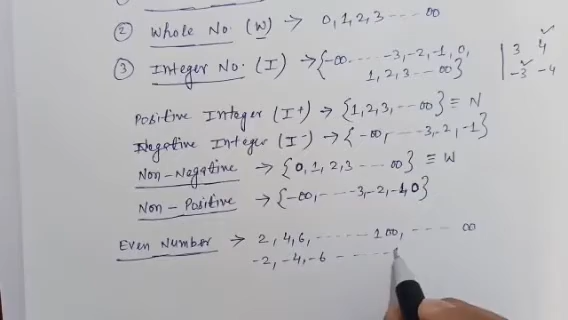 ② Whole No. (W) → 0, 1, 2, 3 ---- ∞
③ Integer No. (I) → {-∞. .... -3, -2, -1, 0,
1, 2, 3 --- ∞}
3 4
-3 -4
Positive Integer (I+) → {1, 2, 3, --- ∞} ≡ N
Negative Integer (I-) → {-∞, ---- -3, -2, -1}
Non-Negative → {0, 1, 2, 3 ---- ∞} ≡ W
Non-Positive → {-∞, -- --- -3, -2, -1, 0}
Even Number → 2, 4, 6, ------- 100, ---- ∞
-2, -4, -6 ------